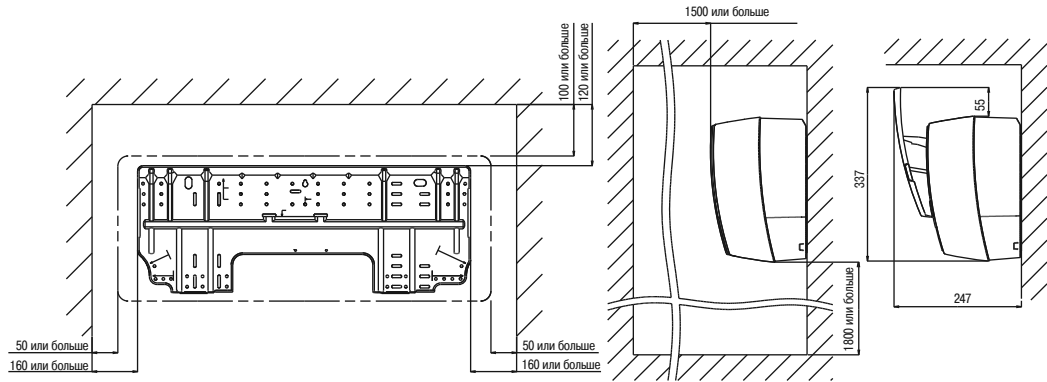 1500 или больше
100 или больше
120 или больше
55
337
247
1800 или больше
50 или больше
160 или больше
50 или больше
160 или больше